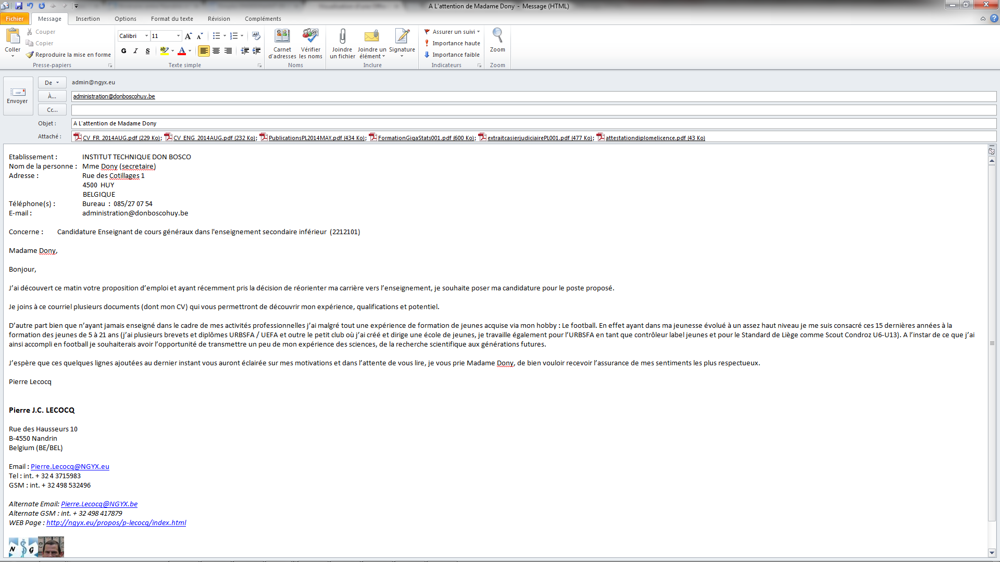 A L'attention de Madame Dony - Message (HTML)
Fichier Message Insertion Options Format du texte Révision Compléments
Coller
Couper
Copier
Reproduire la mise en forme
Presse-papiers
Calibri 11
G I S
Texte simple
Carnet d'adresses
Vérifier les noms
Noms
Joindre un fichier
Joindre un élément
Signature
Inclure
Assurer un suivi
Importance haute
Importance faible
Indicateurs
Zoom
Zoom
Envoyer
De admin@ngyx.eu
À... administration@donboscohuy.be
Cc...
Objet : A L'attention de Madame Dony
Attaché : CV_FR_2014AUG.pdf (229 Ko); CV_ENG_2014AUG.pdf (232 Ko); PublicationsPL2014MAY.pdf (434 Ko); FormationGigaStats001.pdf (600 Ko); extraitcasierjudiciairePL001.pdf (477 Ko); attestationdiplomelicence.pdf (43 Ko)
Etablissement : INSTITUT TECHNIQUE DON BOSCO
Nom de la personne : Mme Dony (secretaire)
Adresse : Rue des Cotillages 1
4500 HUY
BELGIQUE
Téléphone(s) : Bureau : 085/27 07 54
E-mail : administration@donboscohuy.be
Concerne : Candidature Enseignant de cours généraux dans l'enseignement secondaire inférieur (2212101)
Madame Dony,
Bonjour,
J’ai découvert ce matin votre proposition d’emploi et ayant récemment pris la décision de réorienter ma carrière vers l’enseignement, je souhaite poser ma candidature pour le poste proposé.
Je joins à ce courriel plusieurs documents (dont mon CV) qui vous permettront de découvrir mon expérience, qualifications et potentiel.
D’autre part bien que n’ayant jamais enseigné dans le cadre de mes activités professionnelles j’ai malgré tout une expérience de formation de jeunes acquise via mon hobby : Le football. En effet ayant dans ma jeunesse évolué à un assez haut niveau je me suis consacré ces 15 dernières années à la
formation des jeunes de 5 à 21 ans (j’ai plusieurs brevets et diplômes URBSFA / UEFA et outre le petit club où j’ai créé et dirige une école de jeunes, je travaille également pour l’URBSFA en tant que contrôleur label jeunes et pour le Standard de Liège comme Scout Condroz U6-U13). A l’instar de ce que j’ai
ainsi accompli en football je souhaiterais avoir l’opportunité de transmettre un peu de mon expérience des sciences, de la recherche scientifique aux générations futures.
J’espère que ces quelques lignes ajoutées au dernier instant vous auront éclairée sur mes motivations et dans l’attente de vous lire, je vous prie Madame Dony, de bien vouloir recevoir l’assurance de mes sentiments les plus respectueux.
Pierre Lecocq
Pierre J.C. LECOCQ
Rue des Hausseurs 10
B-4550 Nandrin
Belgium (BE/BEL)
Email : Pierre.Lecocq@NGYX.eu
Tel : int. + 32 4 3715983
GSM : int. + 32 498 532496
Alternate Email: Pierre.Lecocq@NGYX.be
Alternate GSM : int. + 32 498 417879
WEB Page : http://ngyx.eu/propos/p-lecocq/index.html
N G